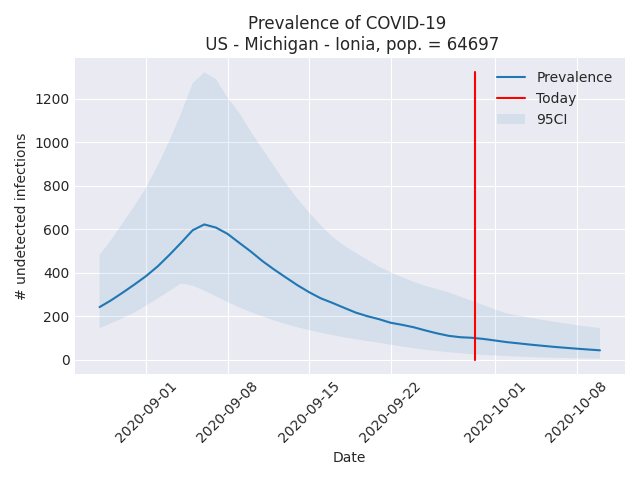 Prevalence of COVID-19
US - Michigan - Ionia, pop. = 64697
Prevalence
Today
95CI
# undetected infections
1200
1000
800
600
400
200
0
2020-09-01
2020-09-08
2020-09-15
2020-09-22
2020-10-01
2020-10-08
Date